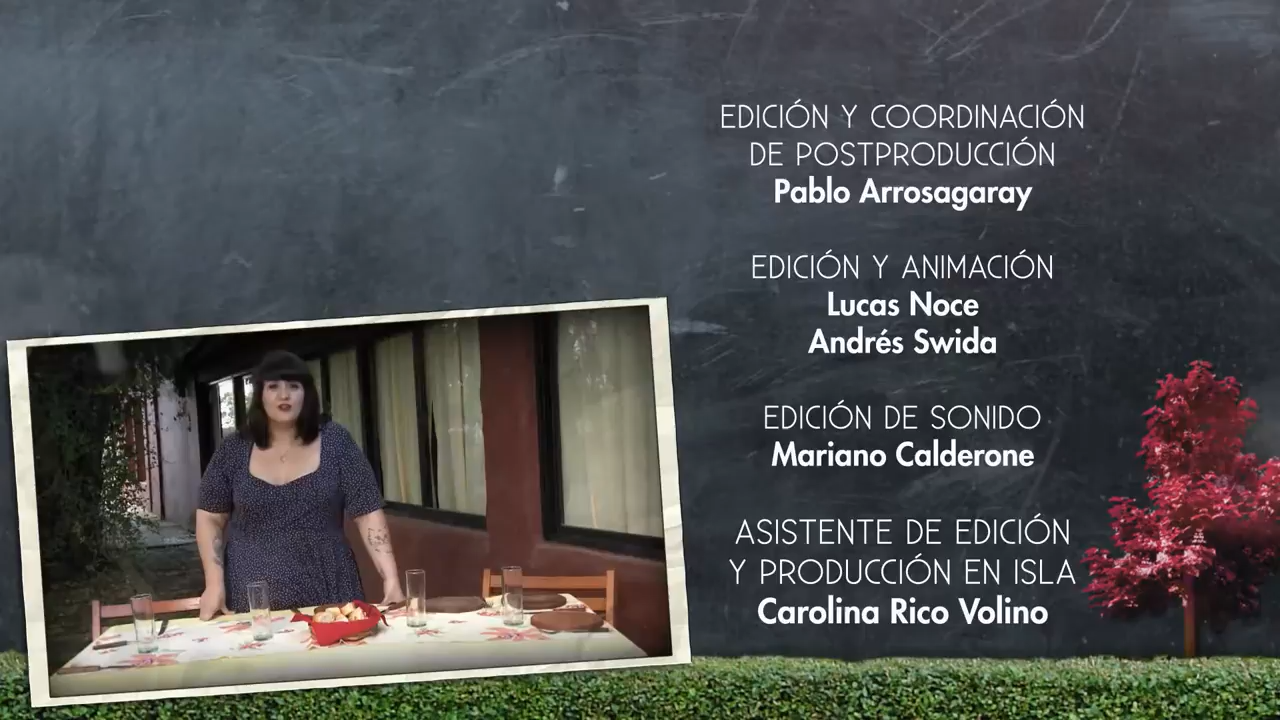 EDICIÓN Y COORDINACIÓN
DE POSTPRODUCCIÓN
Pablo Arrosagaray
EDICIÓN Y ANIMACIÓN
Lucas Noce
Andrés Swida
EDICIÓN DE SONIDO
Mariano Calderone
ASISTENTE DE EDICIÓN
Y PRODUCCIÓN EN ISLA
Carolina Rico Volino